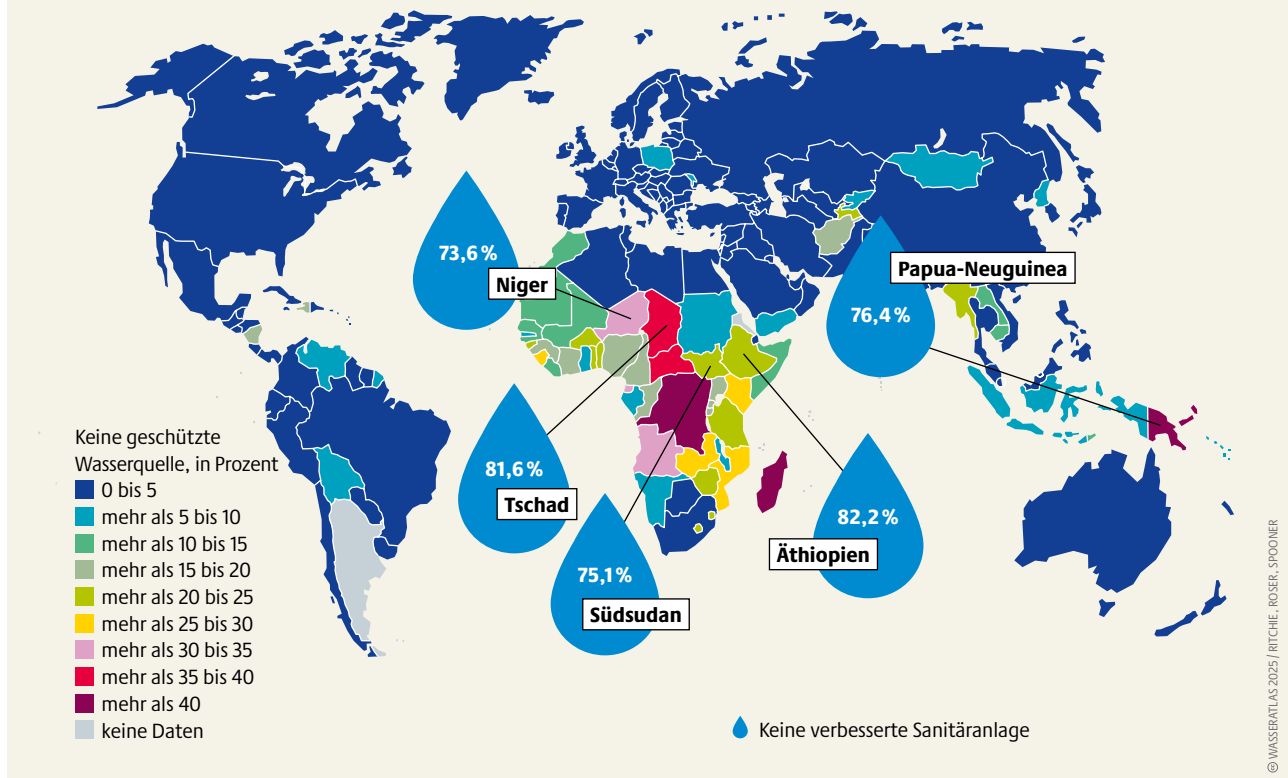 73,6 %
Niger
Papua-Neuguinea
76,4 %
81,6 %
Tschad
75,1 %
Südsudan
82,2 %
Äthiopien
Keine geschützte
Wasserquelle, in Prozent
0 bis 5
mehr als 5 bis 10
mehr als 10 bis 15
mehr als 15 bis 20
mehr als 20 bis 25
mehr als 25 bis 30
mehr als 30 bis 35
mehr als 35 bis 40
mehr als 40
keine Daten
Keine verbesserte Sanitäranlage
WASSERATLAS 2025 / RITCHIE, ROSER, SPOONER